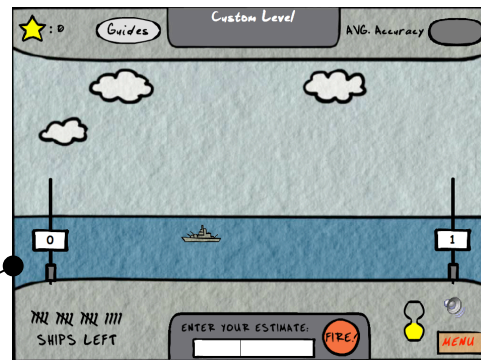 : 0
Guides
Custom Level
AVG. Accuracy
0
1
SHIPS LEFT
ENTER YOUR ESTIMATE:
FIRE!
MENU